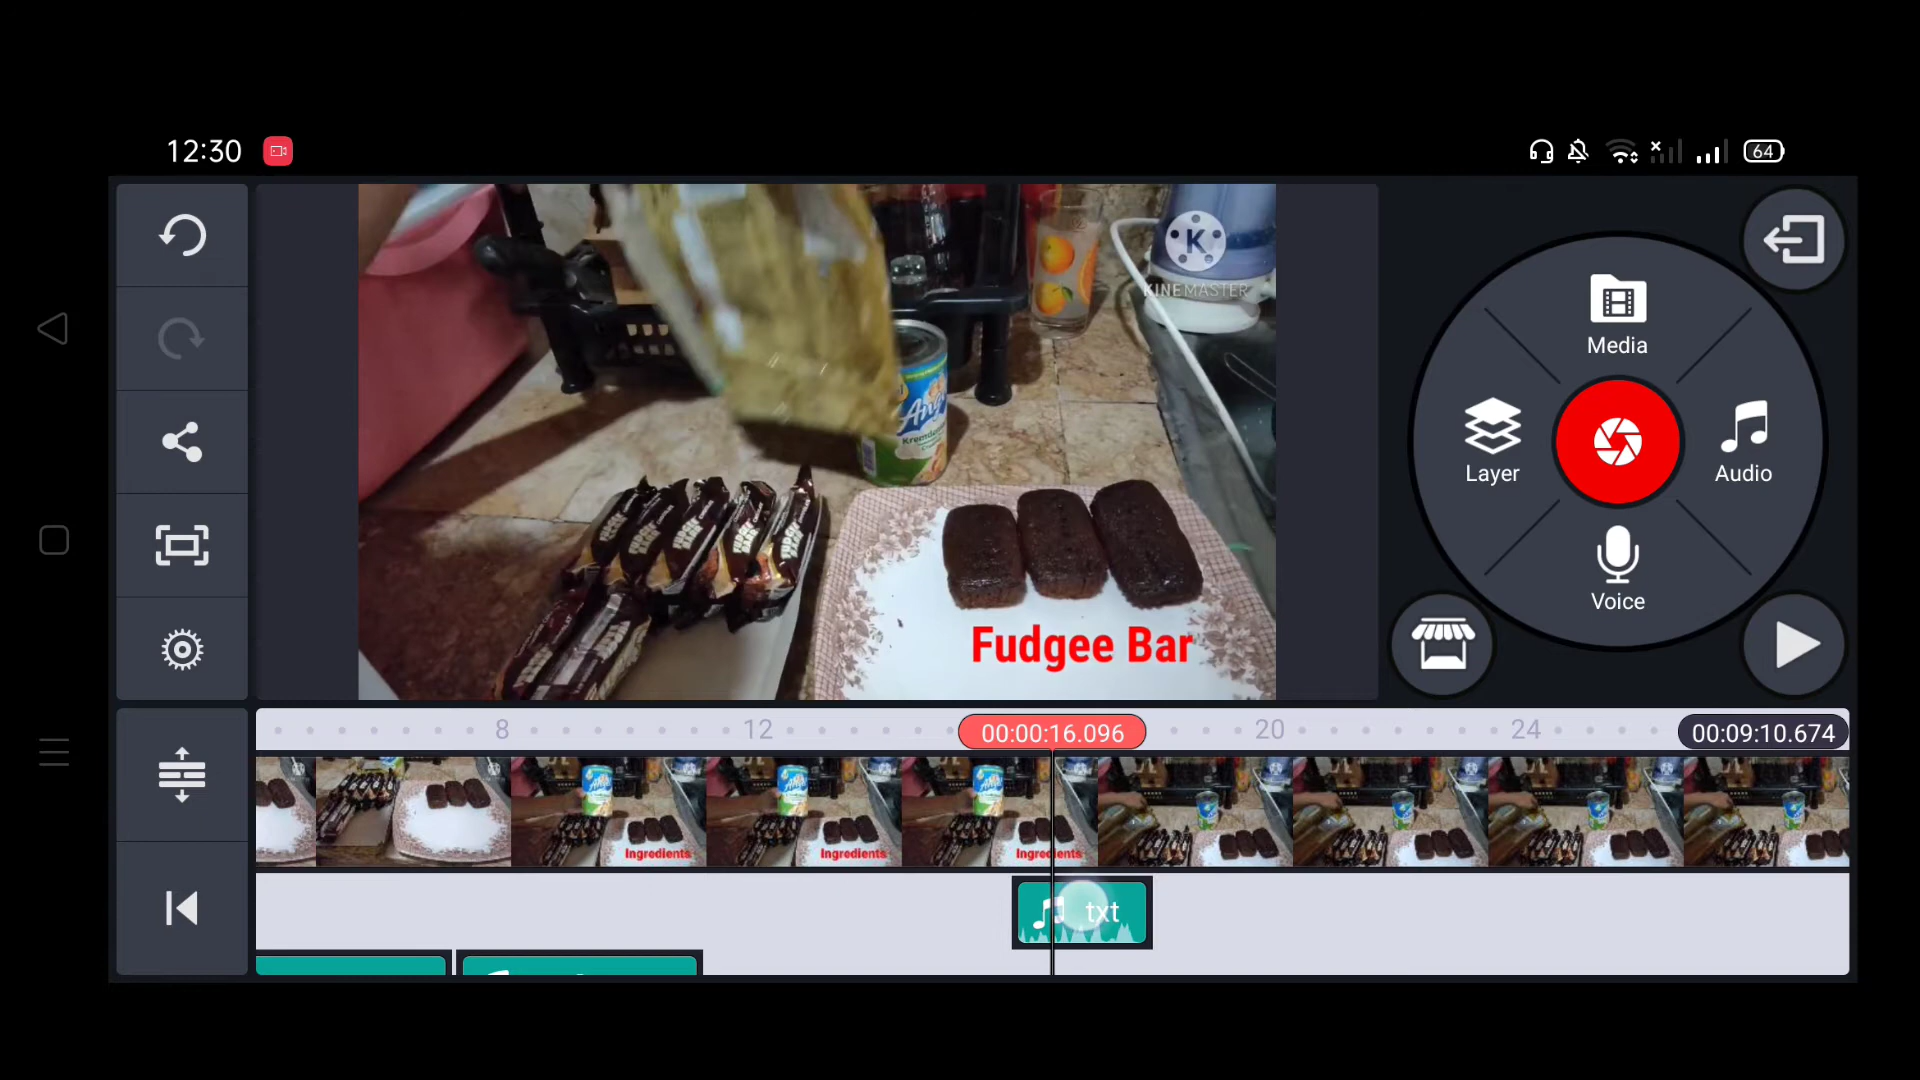 12:30
64
K
KINEMASTER
Media
Layer
Audio
Voice
Fudgee Bar
8
12
00:00:16.096
20
24
00:09:10.674
Ingredients
Ingredients
Ingredients
txt